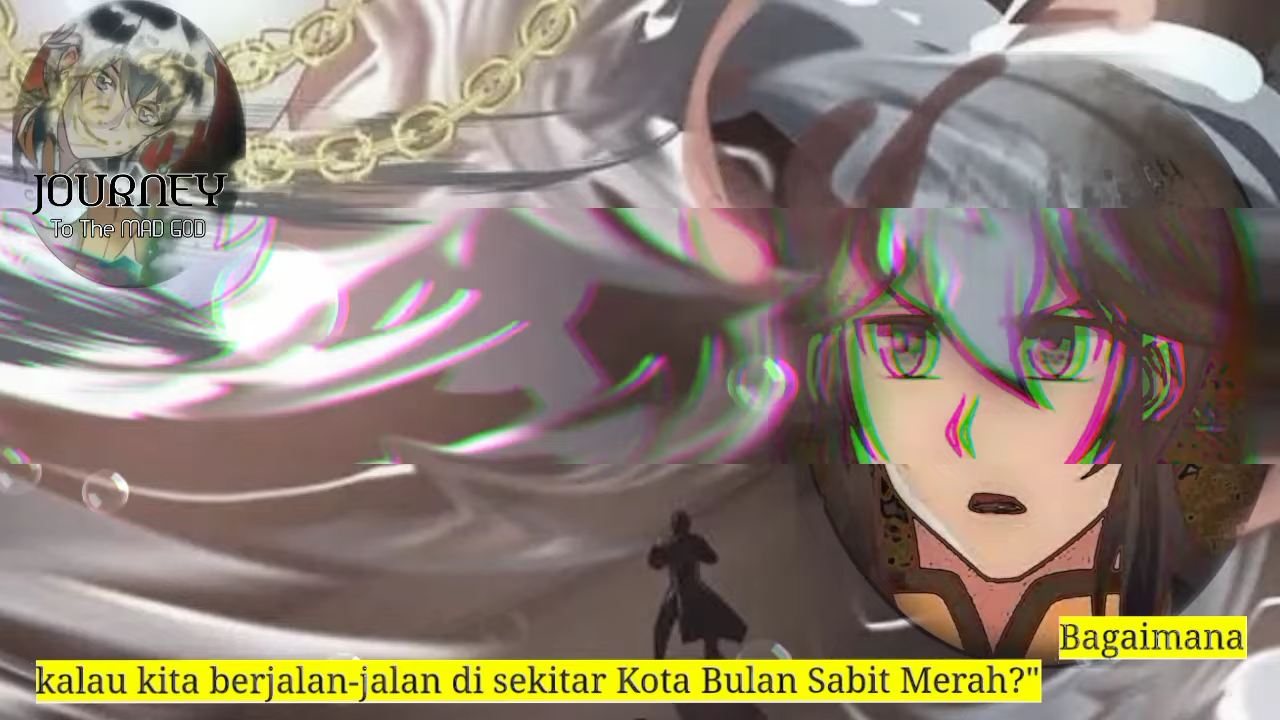 JOURNEY
To The MAD GOD
Bagaimana
kalau kita berjalan-jalan di sekitar Kota Bulan Sabit Merah?"